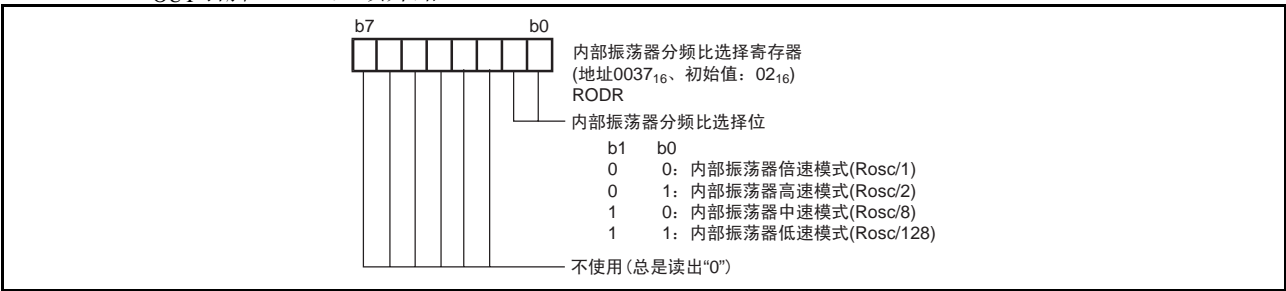 b7 b0
内部振荡器分频比选择寄存器
(地址0037₁₆、初始值：02₁₆)
RODR
内部振荡器分频比选择位
b1 b0
0 0：内部振荡器倍速模式(Rosc/1)
0 1：内部振荡器高速模式(Rosc/2)
1 0：内部振荡器中速模式(Rosc/8)
1 1：内部振荡器低速模式(Rosc/128)
不使用(总是读出“0”)